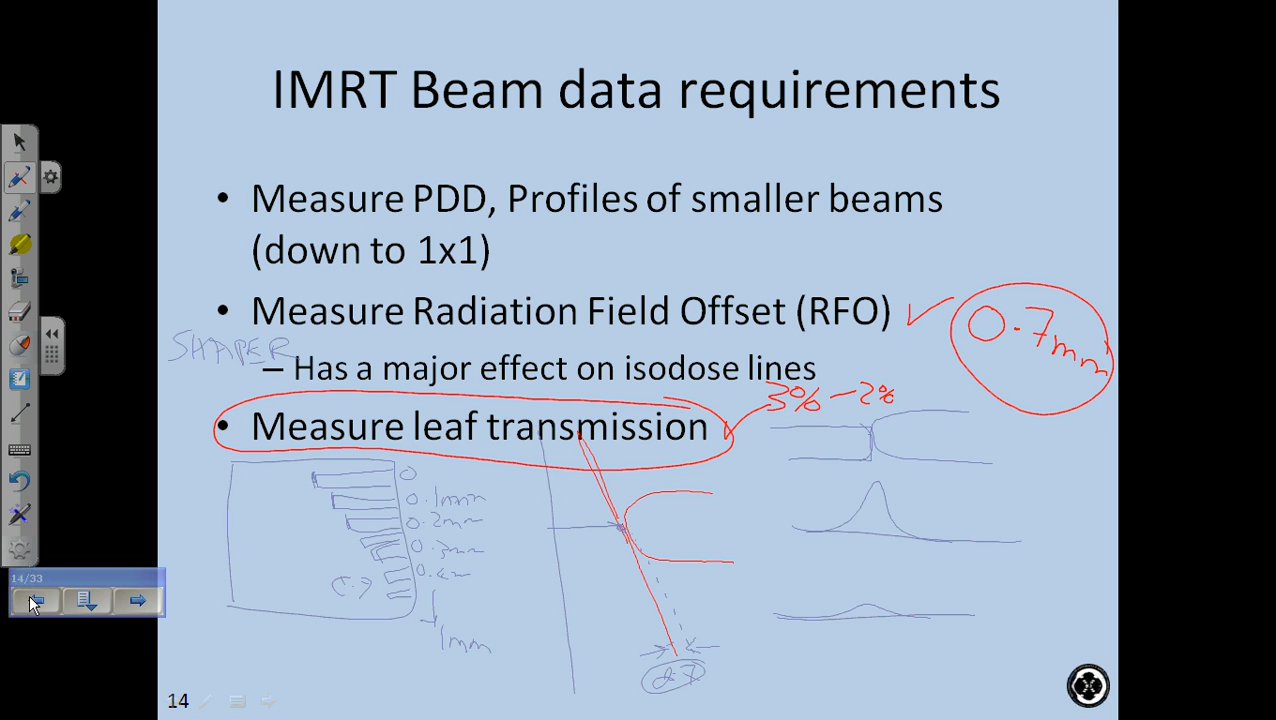 IMRT Beam data requirements
• Measure PDD, Profiles of smaller beams
(down to 1x1)
• Measure Radiation Field Offset (RFO)
0.7mm
SHAPER
– Has a major effect on isodose lines
3% - 2%
• Measure leaf transmission
0
0.1mm
0.2mm
0.3mm
1mm
14/33
14